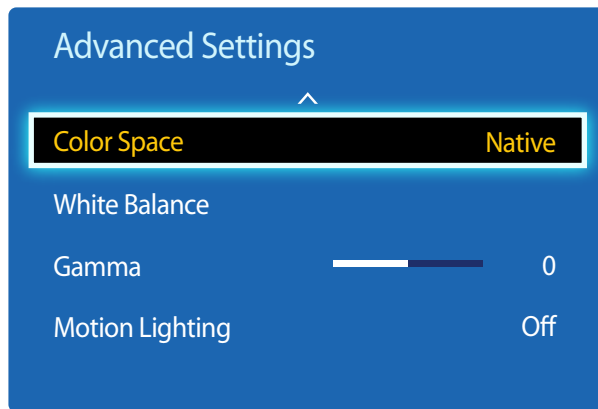 Advanced Settings
Color Space Native
White Balance
Gamma 0
Motion Lighting Off